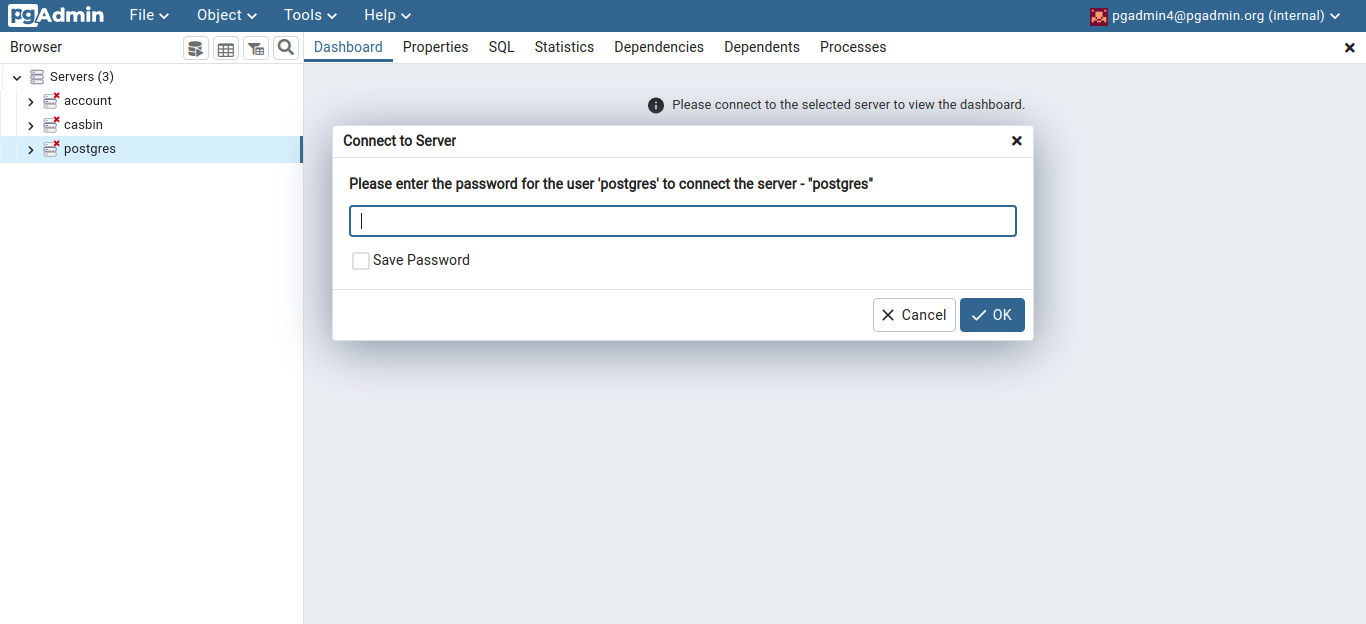 pgAdmin File Object Tools Help pgadmin4@pgadmin.org (internal)
Browser Dashboard Properties SQL Statistics Dependencies Dependents Processes
Servers (3)
account
casbin
postgres
Please connect to the selected server to view the dashboard.
Connect to Server
Please enter the password for the user 'postgres' to connect the server - "postgres"
Save Password
Cancel OK